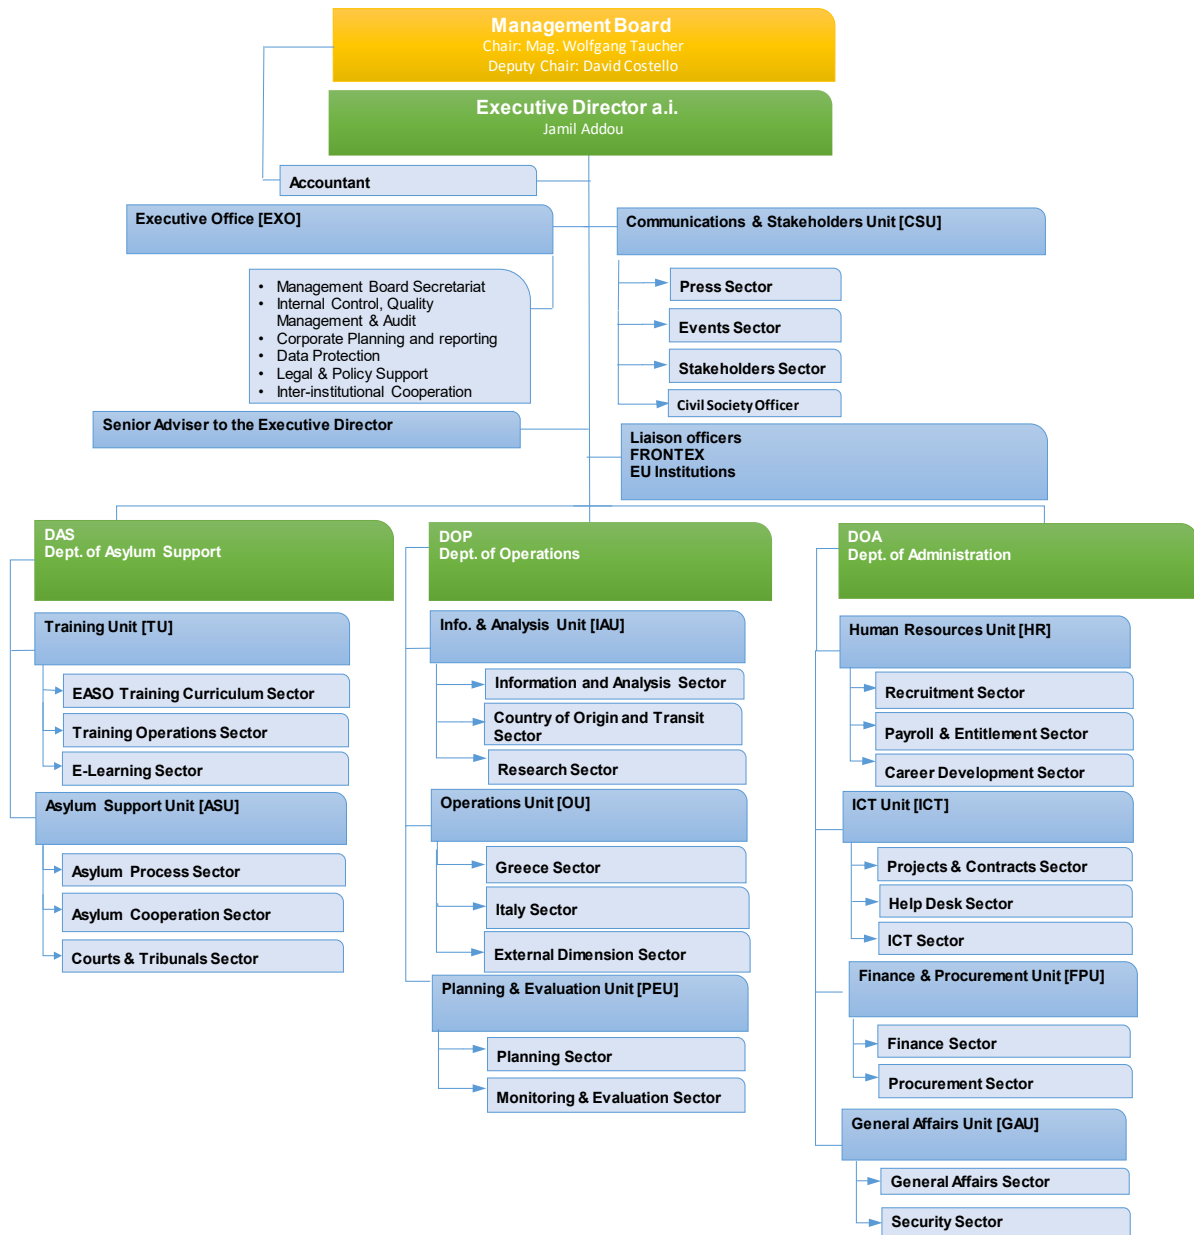 Management Board
Chair: Mag. Wolfgang Taucher
Deputy Chair: David Costello
Executive Director a.i.
Jamil Addou
Accountant
Executive Office [EXO]
• Management Board Secretariat
• Internal Control, Quality
Management & Audit
• Corporate Planning and reporting
• Data Protection
• Legal & Policy Support
• Inter-institutional Cooperation
Communications & Stakeholders Unit [CSU]
Press Sector
Events Sector
Stakeholders Sector
Civil Society Officer
Senior Adviser to the Executive Director
Liaison officers
FRONTEX
EU Institutions
DAS
Dept. of Asylum Support
Training Unit [TU]
EASO Training Curriculum Sector
Training Operations Sector
E-Learning Sector
Asylum Support Unit [ASU]
Asylum Process Sector
Asylum Cooperation Sector
Courts & Tribunals Sector
DOP
Dept. of Operations
Info. & Analysis Unit [IAU]
Information and Analysis Sector
Country of Origin and Transit
Sector
Research Sector
Operations Unit [OU]
Greece Sector
Italy Sector
External Dimension Sector
Planning & Evaluation Unit [PEU]
Planning Sector
Monitoring & Evaluation Sector
DOA
Dept. of Administration
Human Resources Unit [HR]
Recruitment Sector
Payroll & Entitlement Sector
Career Development Sector
ICT Unit [ICT]
Projects & Contracts Sector
Help Desk Sector
ICT Sector
Finance & Procurement Unit [FPU]
Finance Sector
Procurement Sector
General Affairs Unit [GAU]
General Affairs Sector
Security Sector